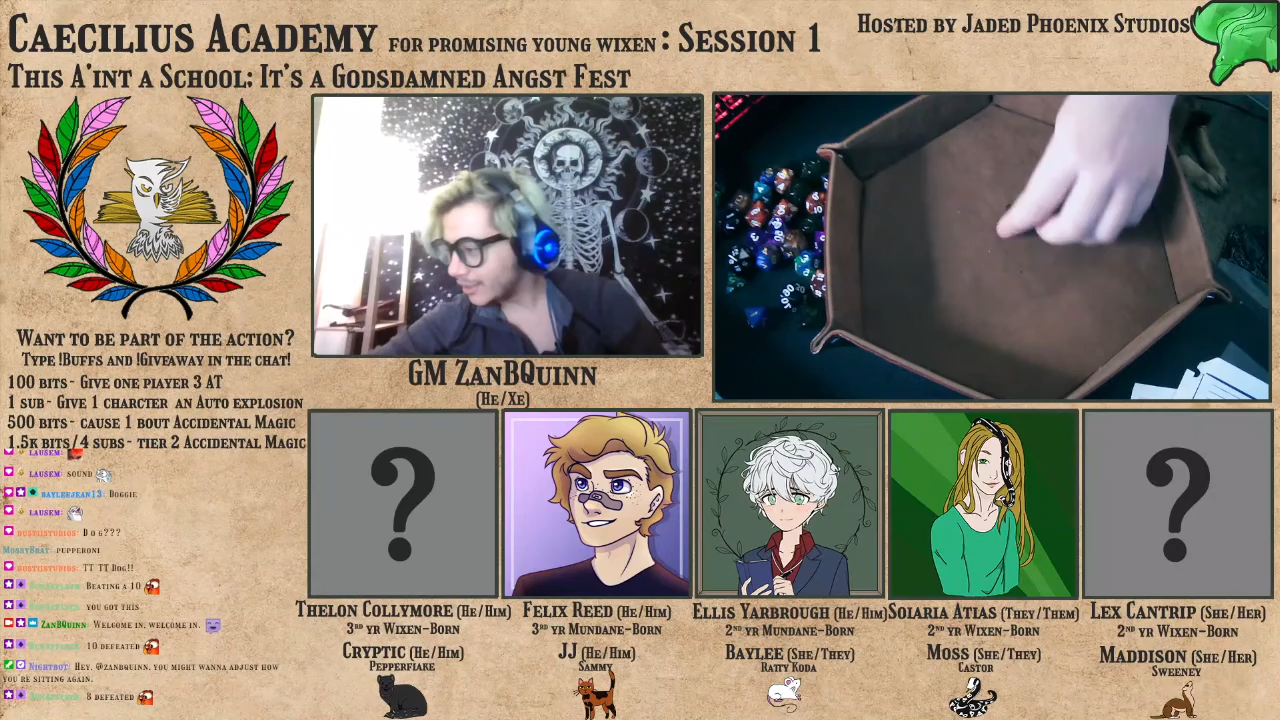 Caecilius Academy for promising young wixen: Session 1
Hosted by Jaded Phoenix Studios
This A'int a School; It's a Godsdamned Angst Fest
Want to be part of the action?
Type !Buffs and !Giveaway in the chat!
100 bits - Give one player 3 AT
1 sub - Give 1 charcter an Auto explosion
500 bits - cause 1 bout Accidental Magic
1.5k bits/4 subs - tier 2 Accidental Magic
Lausem:
Lausem: sound
bayleejean13: Doggie
Lausem:
dustiistudios: Dog???
MossyBrat: pupperoni
dustiistudios: TT TT Dog!!
Beating a 10
you got this
ZanBQuinn: Welcome in, welcome in.
10 defeated
Nightbot: Hey, @zanbquinn, you might wanna adjust how
you're sitting again.
8 defeated
GM ZanBQuinn
(He/Xe)
?
?
Thelon Collymore (He/Him)
3rd yr Wixen-Born
Cryptic (He/Him)
Pepperflake
Felix Reed (He/Him)
3rd yr Mundane-Born
JJ (He/Him)
Sammy
Ellis Yarbrough (He/Him)
2nd yr Mundane-Born
Baylee (She/They)
Ratty Koda
Solaria Atias (They/Them)
2nd yr Wixen-Born
Moss (She/They)
Castor
Lex Cantrip (She/Her)
2nd yr Wixen-Born
Maddison (She/Her)
Sweeney